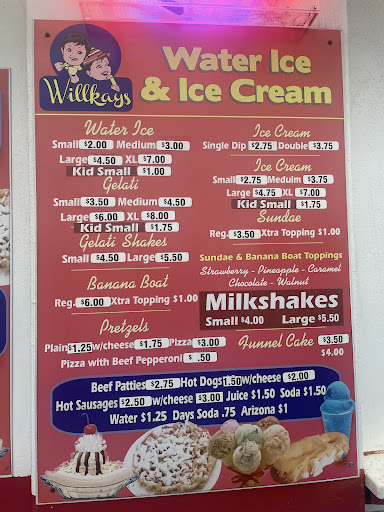 Willkays
Water Ice
& Ice Cream
Water Ice
Small $2.00 Medium $3.00
Large $4.50 XL $7.00
Kid Small $1.00
Gelati
Small $3.50 Medium $4.50
Large $6.00 XL $8.00
Kid Small $1.75
Gelati Shakes
Small $4.50 Large $5.50
Banana Boat
Reg. $6.00 Xtra Topping $1.00
Pretzels
Plain $1.25 w/cheese $1.75 Pizza $3.00
Pizza with Beef Pepperoni $ .50
Ice Cream
Single Dip $2.75 Double $3.75
Ice Cream
Small $2.75 Meduim $3.75
Large $4.75 XL $7.00
Kid Small $1.75
Sundae
Reg. $3.50 Xtra Topping $1.00
Sundae & Banana Boat Toppings
Strawberry - Pineapple - Caramel
Chocolate - Walnut
Milkshakes
Small $4.00 Large $5.50
Funnel Cake $3.50
$4.00
Beef Patties $2.75 Hot Dogs 1.50 w/cheese $2.00
Hot Sausages $2.50 w/cheese $3.00 Juice $1.50 Soda $1.50
Water $1.25 Days Soda .75 Arizona $1